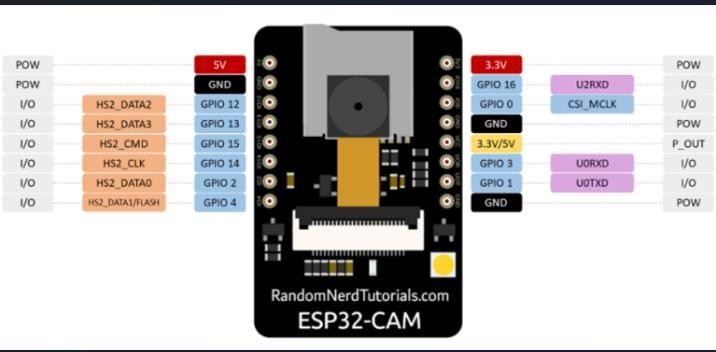 POW 5V 3.3V POW
POW GND GPIO 16 U2RXD I/O
I/O HS2_DATA2 GPIO 12 GPIO 0 CSI_MCLK I/O
I/O HS2_DATA3 GPIO 13 GND POW
I/O HS2_CMD GPIO 15 3.3V/5V P_OUT
I/O HS2_CLK GPIO 14 GPIO 3 U0RXD I/O
I/O HS2_DATA0 GPIO 2 GPIO 1 U0TXD I/O
I/O HS2_DATA1/FLASH GPIO 4 GND POW
RandomNerdTutorials.com
ESP32-CAM